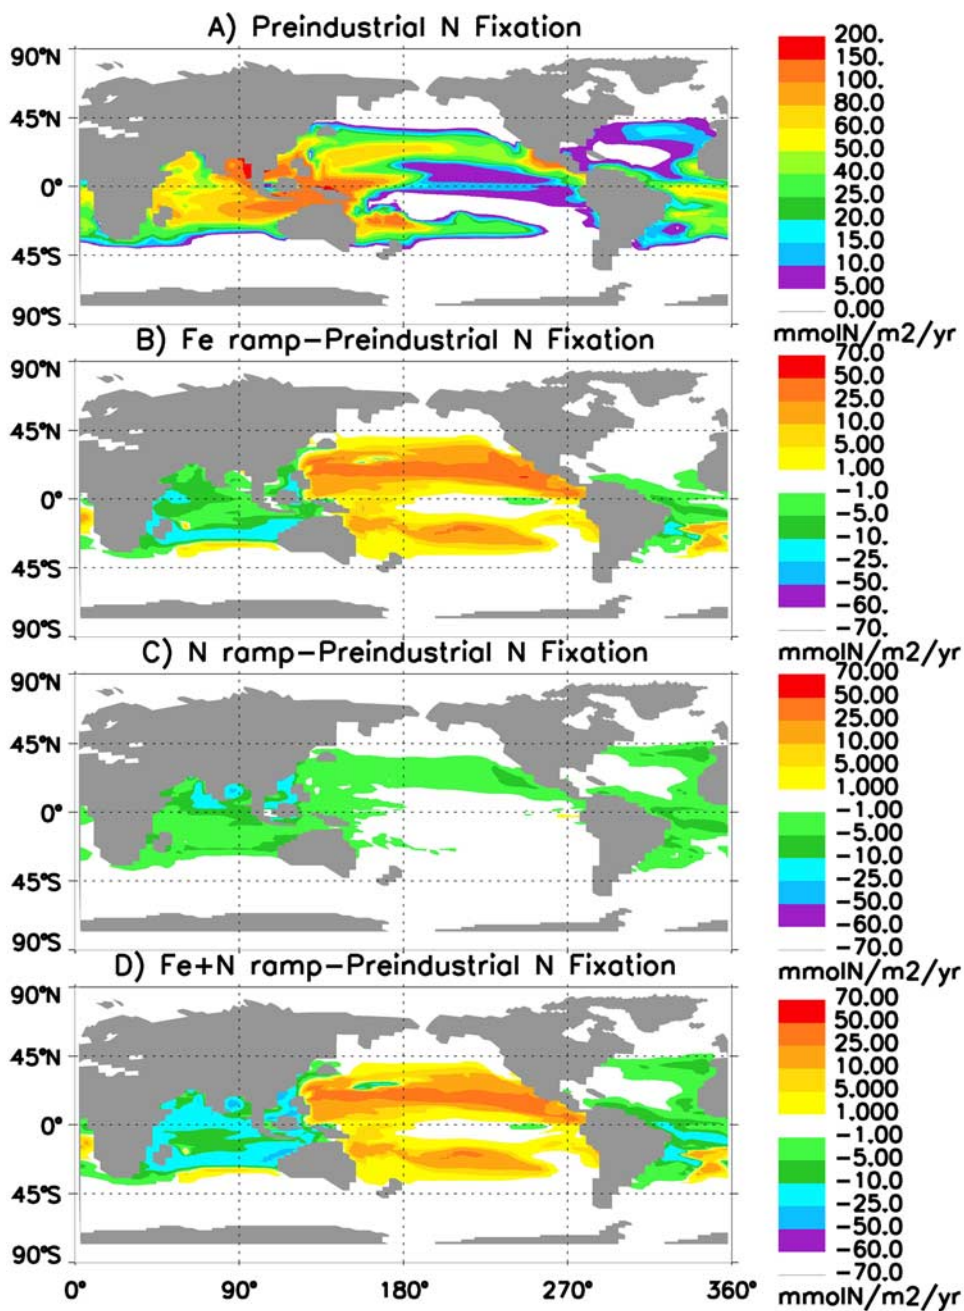 A) Preindustrial N Fixation
90°N
45°N
0°
45°S
90°S
200.
150.
100.
80.0
60.0
50.0
40.0
25.0
20.0
15.0
10.0
5.00
0.00
mmolN/m2/yr
B) Fe ramp-Preindustrial N Fixation
90°N
45°N
0°
45°S
90°S
70.0
50.0
25.0
10.0
5.00
1.00
-1.0
-5.0
-10.
-25.
-50.
-60.
-70.
mmolN/m2/yr
C) N ramp-Preindustrial N Fixation
90°N
45°N
0°
45°S
90°S
70.00
50.00
25.00
10.00
5.000
1.000
-1.00
-5.00
-10.0
-25.0
-50.0
-60.0
-70.0
mmolN/m2/yr
D) Fe+N ramp-Preindustrial N Fixation
90°N
45°N
0°
45°S
90°S
70.00
50.00
25.00
10.00
5.000
1.000
-1.00
-5.00
-10.0
-25.0
-50.0
-60.0
-70.0
mmolN/m2/yr
0° 90° 180° 270° 360°